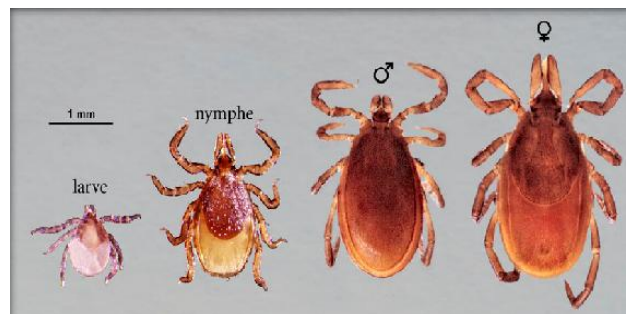 ♂
♀
1 mm
nymphe
larve